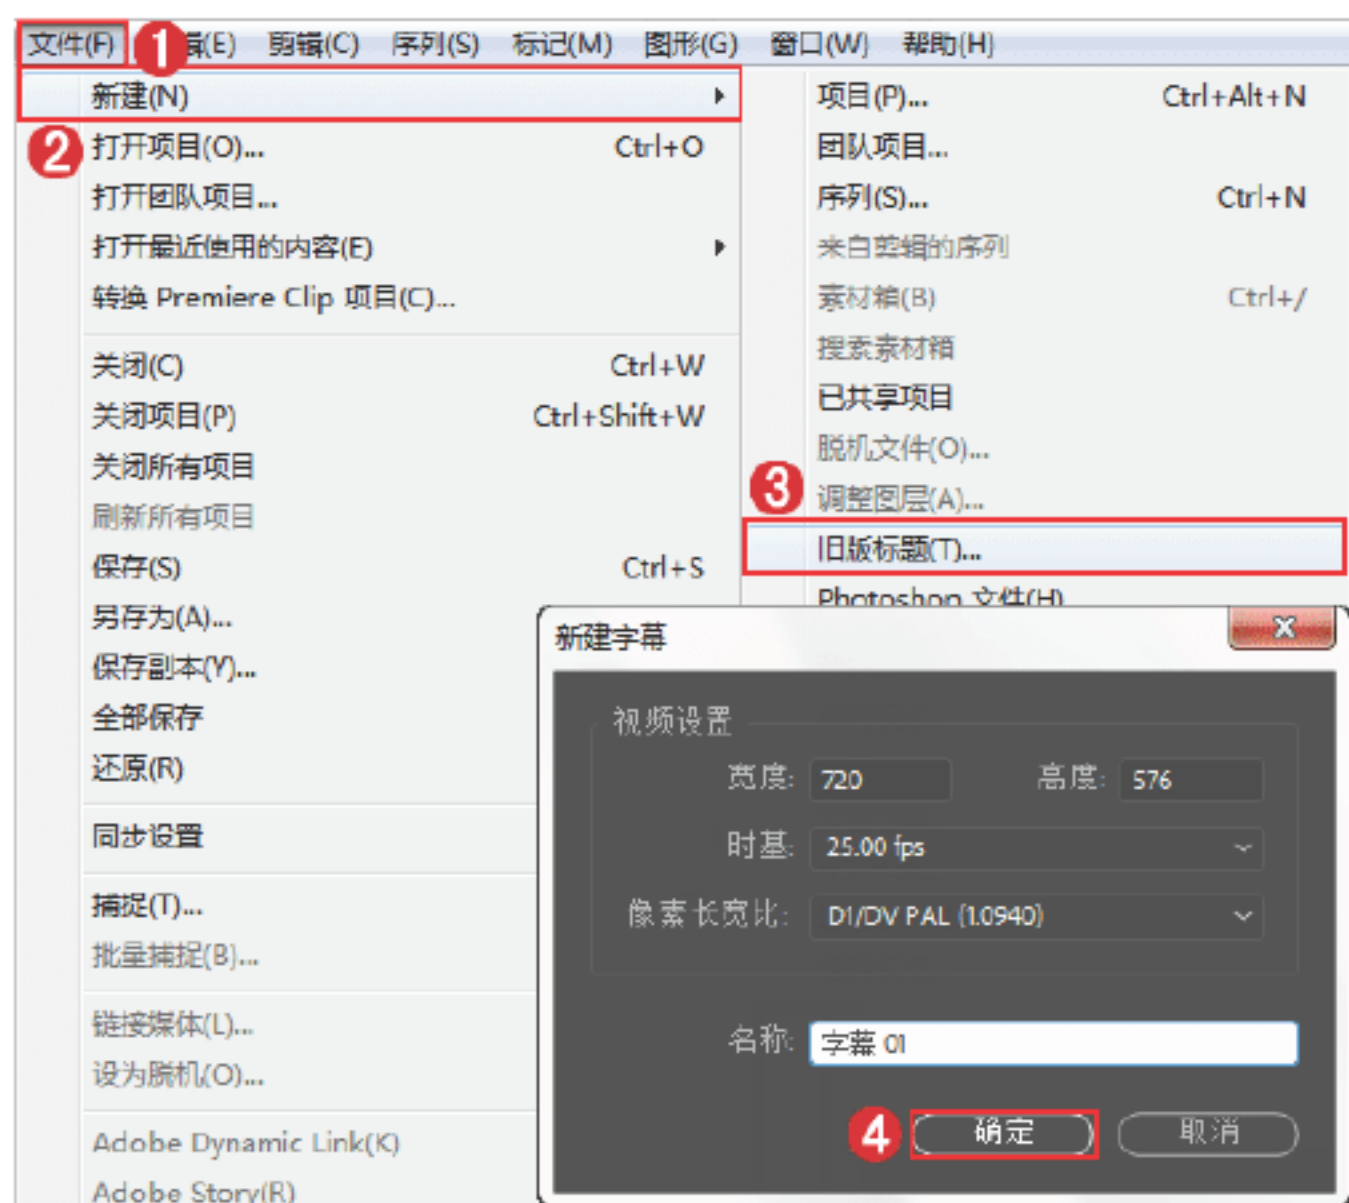 文件(F) 辑(E) 剪辑(C) 序列(S) 标记(M) 图形(G) 窗口(W) 帮助(H)
1
新建(N)
2
打开项目(O)... Ctrl+O
打开团队项目...
打开最近使用的内容(E)
转换 Premiere Clip 项目(C)...
关闭(C) Ctrl+W
关闭项目(P) Ctrl+Shift+W
关闭所有项目
刷新所有项目
保存(S) Ctrl+S
另存为(A)...
保存副本(Y)...
全部保存
还原(R)
同步设置
捕捉(T)...
批量捕捉(B)...
链接媒体(L)...
设为脱机(O)...
Adobe Dynamic Link(K)
Adobe Story(R)
项目(P)... Ctrl+Alt+N
团队项目...
序列(S)... Ctrl+N
来自剪辑的序列
素材箱(B) Ctrl+/
搜索素材箱
已共享项目
脱机文件(O)...
3
调整图层(A)...
旧版标题(T)...
Photoshop 文件(H)
新建字幕
视频设置
宽度: 720 高度: 576
时基: 25.00 fps
像素长宽比: D1/DV PAL (1.0940)
名称: 字幕 01
4 确定 取消